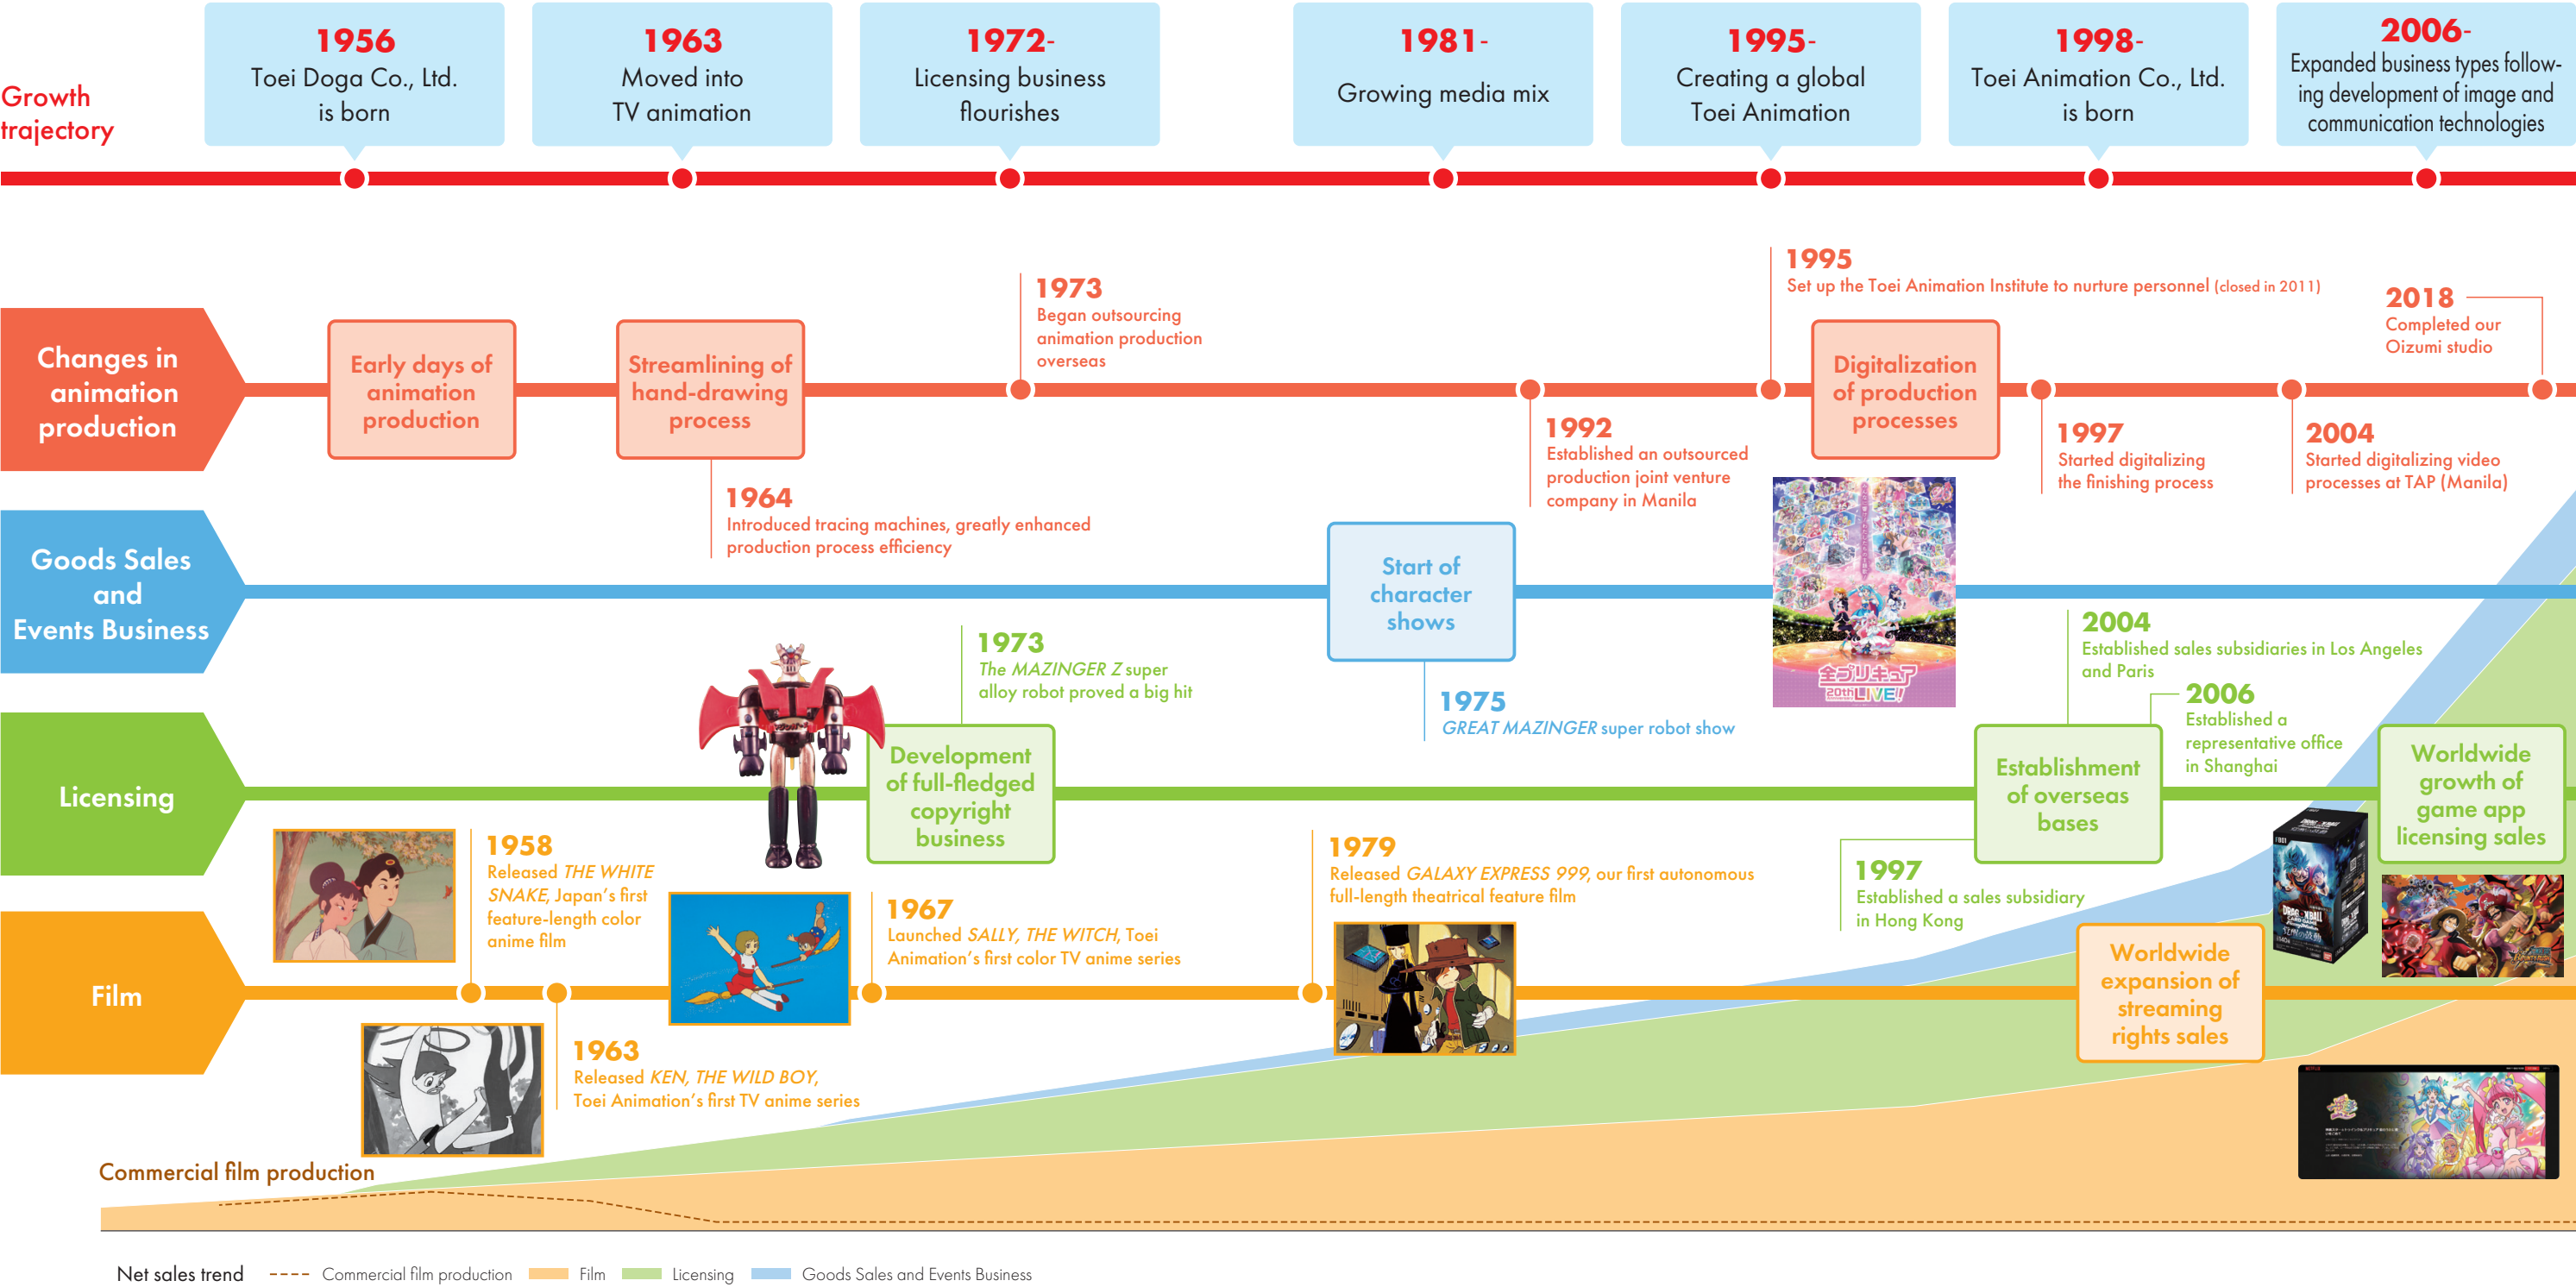 Growth
trajectory
1956
Toei Doga Co., Ltd.
is born
1963
Moved into
TV animation
1972-
Licensing business
flourishes
1981-
Growing media mix
1995-
Creating a global
Toei Animation
1998-
Toei Animation Co., Ltd.
is born
2006-
Expanded business types follow-
ing development of image and
communication technologies
Changes in
animation
production
Early days of
animation
production
Streamlining of
hand-drawing
process
1964
Introduced tracing machines, greatly enhanced
production process efficiency
1973
Began outsourcing
animation production
overseas
1992
Established an outsourced
production joint venture
company in Manila
1995
Set up the Toei Animation Institute to nurture personnel (closed in 2011)
Digitalization
of production
processes
1997
Started digitalizing
the finishing process
2004
Started digitalizing video
processes at TAP (Manila)
2018
Completed our
Oizumi studio
Goods Sales
and
Events Business
Start of
character
shows
1975
GREAT MAZINGER super robot show
全プリキュア
20th LIVE!
Licensing
1973
The MAZINGER Z super
alloy robot proved a big hit
Development
of full-fledged
copyright
business
Establishment
of overseas
bases
1997
Established a sales subsidiary
in Hong Kong
2004
Established sales subsidiaries in Los Angeles
and Paris
2006
Established a
representative office
in Shanghai
Worldwide
growth of
game app
licensing sales
DRAGONBALL
Film
1958
Released THE WHITE
SNAKE, Japan's first
feature-length color
anime film
1963
Released KEN, THE WILD BOY,
Toei Animation's first TV anime series
1967
Launched SALLY, THE WITCH, Toei
Animation's first color TV anime series
1979
Released GALAXY EXPRESS 999, our first autonomous
full-length theatrical feature film
Worldwide
expansion of
streaming
rights sales
Commercial film production
Net sales trend
Commercial film production
Film
Licensing
Goods Sales and Events Business